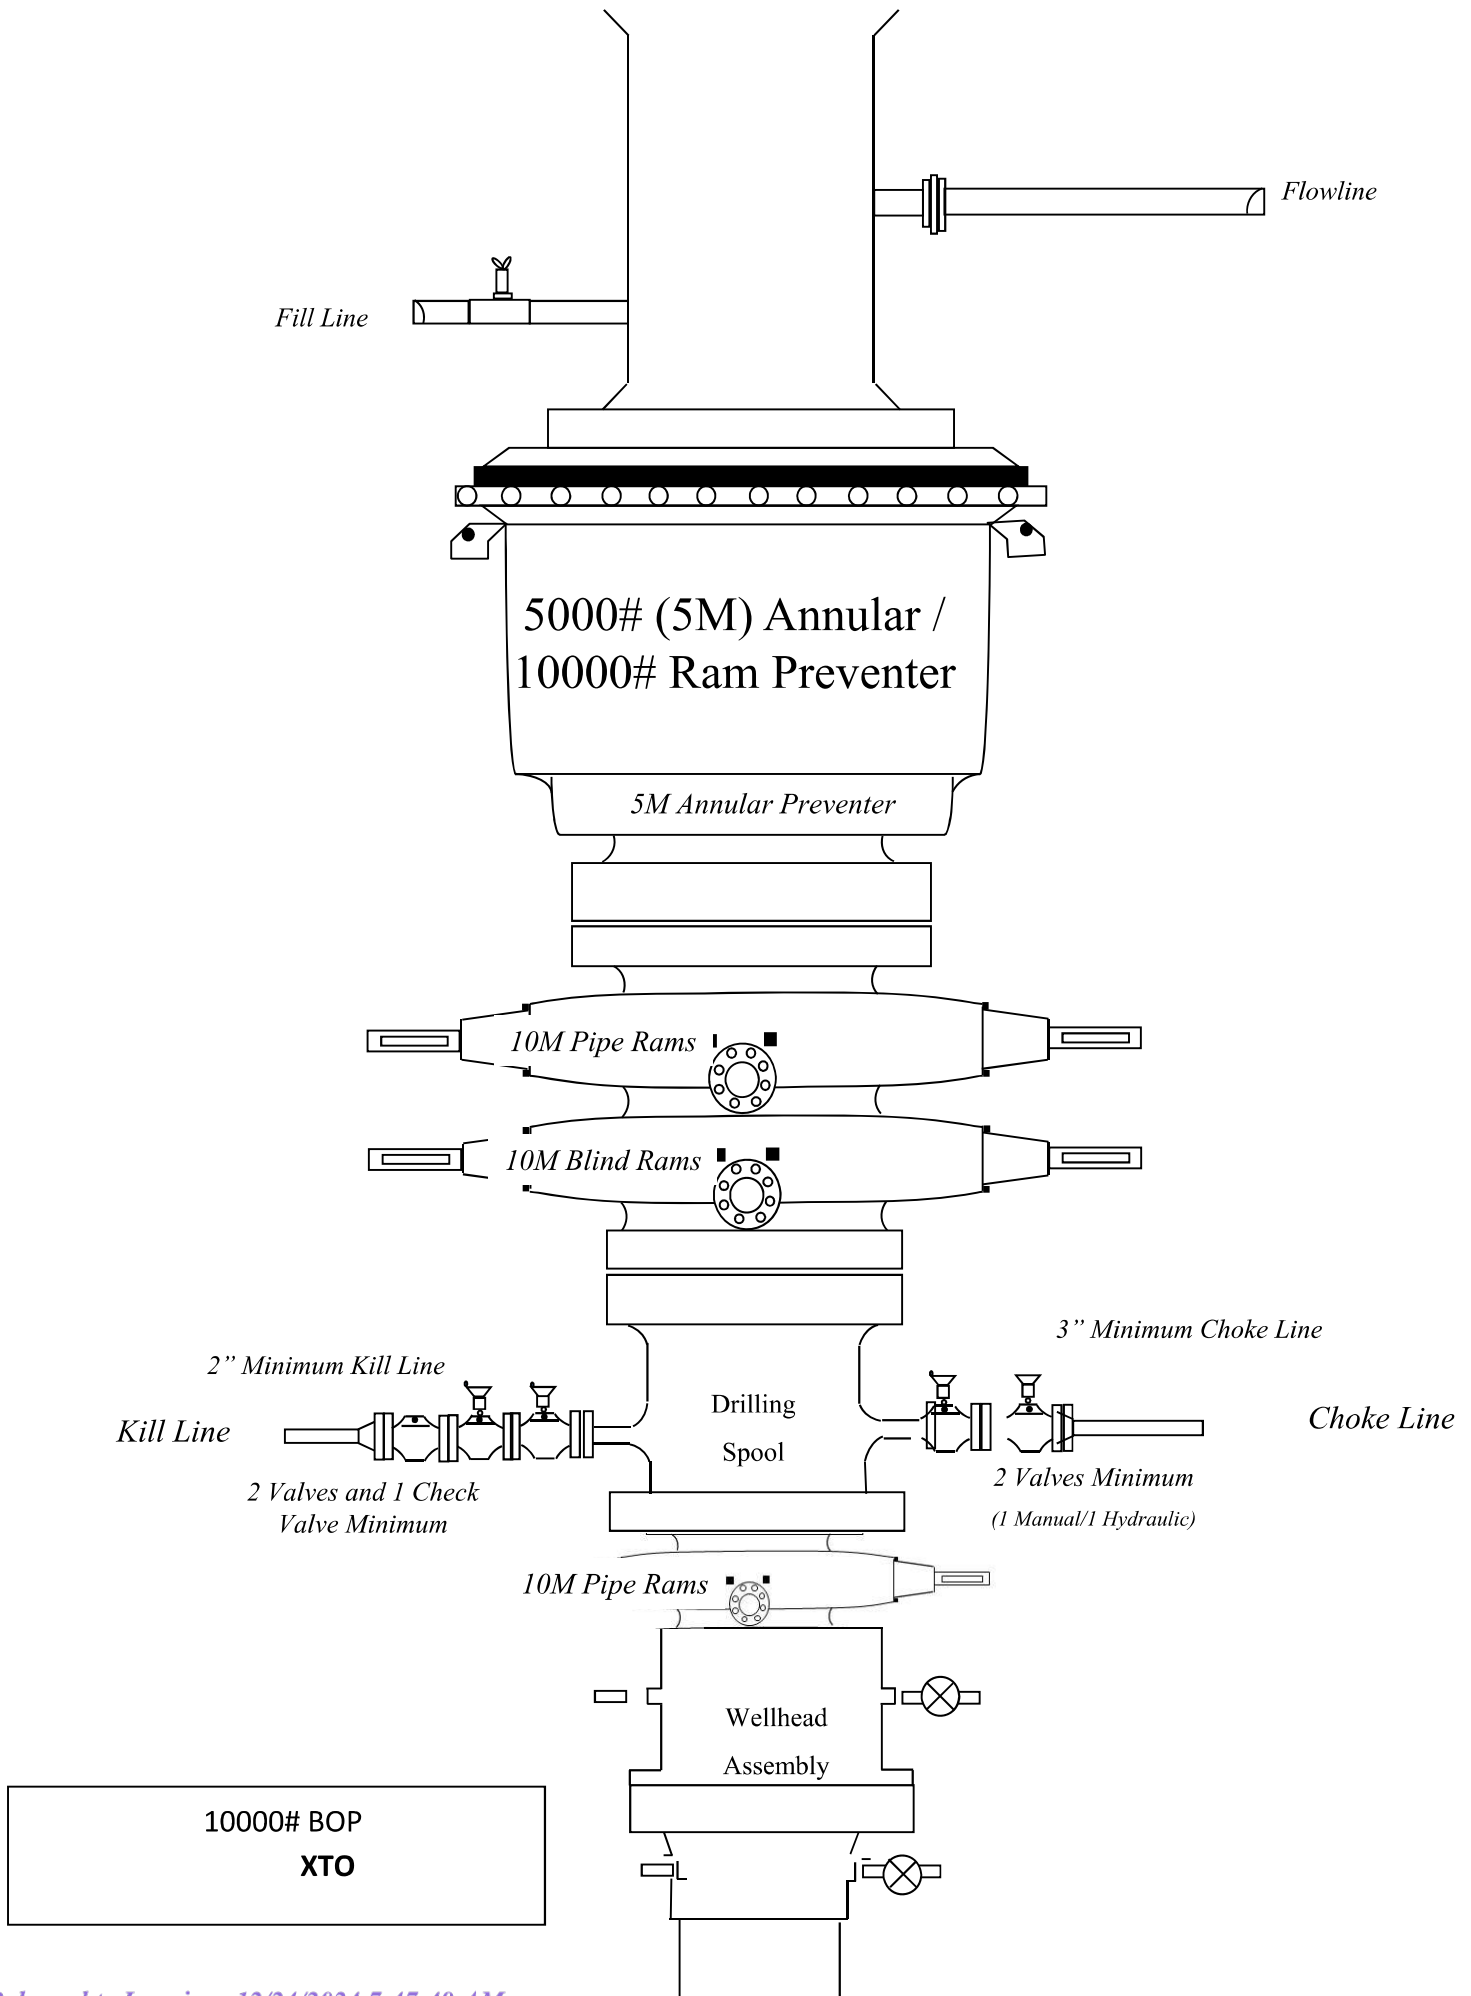 Flowline
Fill Line
5000# (5M) Annular /
10000# Ram Preventer
5M Annular Preventer
10M Pipe Rams
10M Blind Rams
3” Minimum Choke Line
2” Minimum Kill Line
Drilling
Spool
Kill Line
Choke Line
2 Valves and 1 Check
Valve Minimum
2 Valves Minimum
(1 Manual/1 Hydraulic)
10M Pipe Rams
Wellhead
Assembly
10000# BOP
XTO